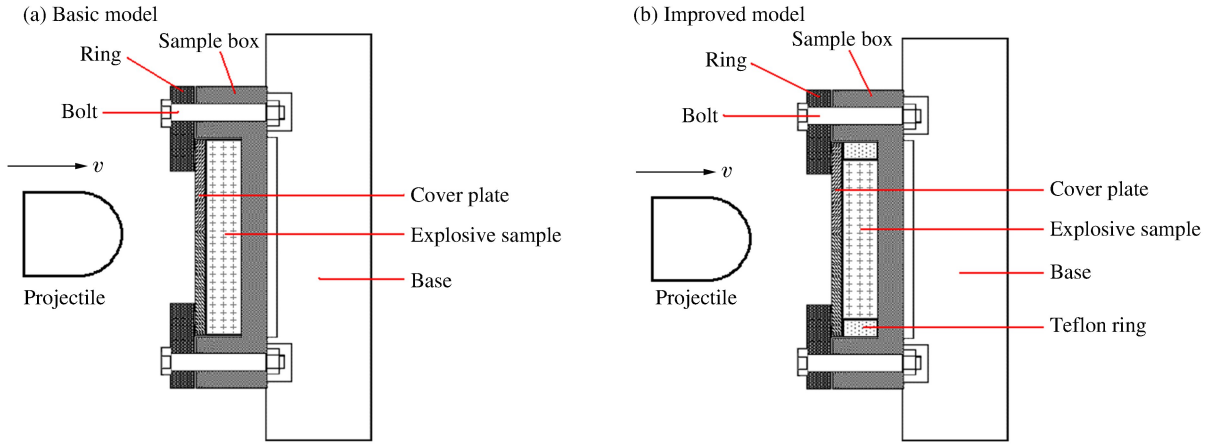 (a) Basic model
Sample box
Ring
Bolt
v
Cover plate
Explosive sample
Base
Projectile
(b) Improved model
Sample box
Ring
Bolt
v
Cover plate
Explosive sample
Base
Projectile
Teflon ring